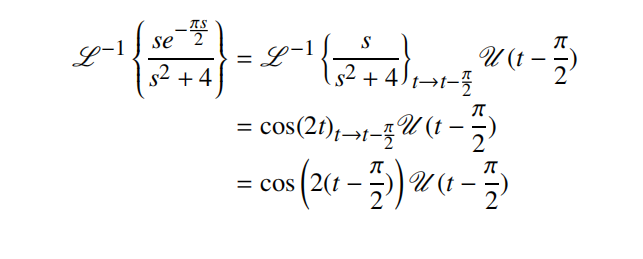 ℒ⁻¹ { se^{-πs/2} / (s² + 4) } = ℒ⁻¹ { s / (s² + 4) }_{t→t−π/2} 𝒰(t − π/2)
= cos(2t)_{t→t−π/2} 𝒰(t − π/2)
= cos(2(t − π/2)) 𝒰(t − π/2)